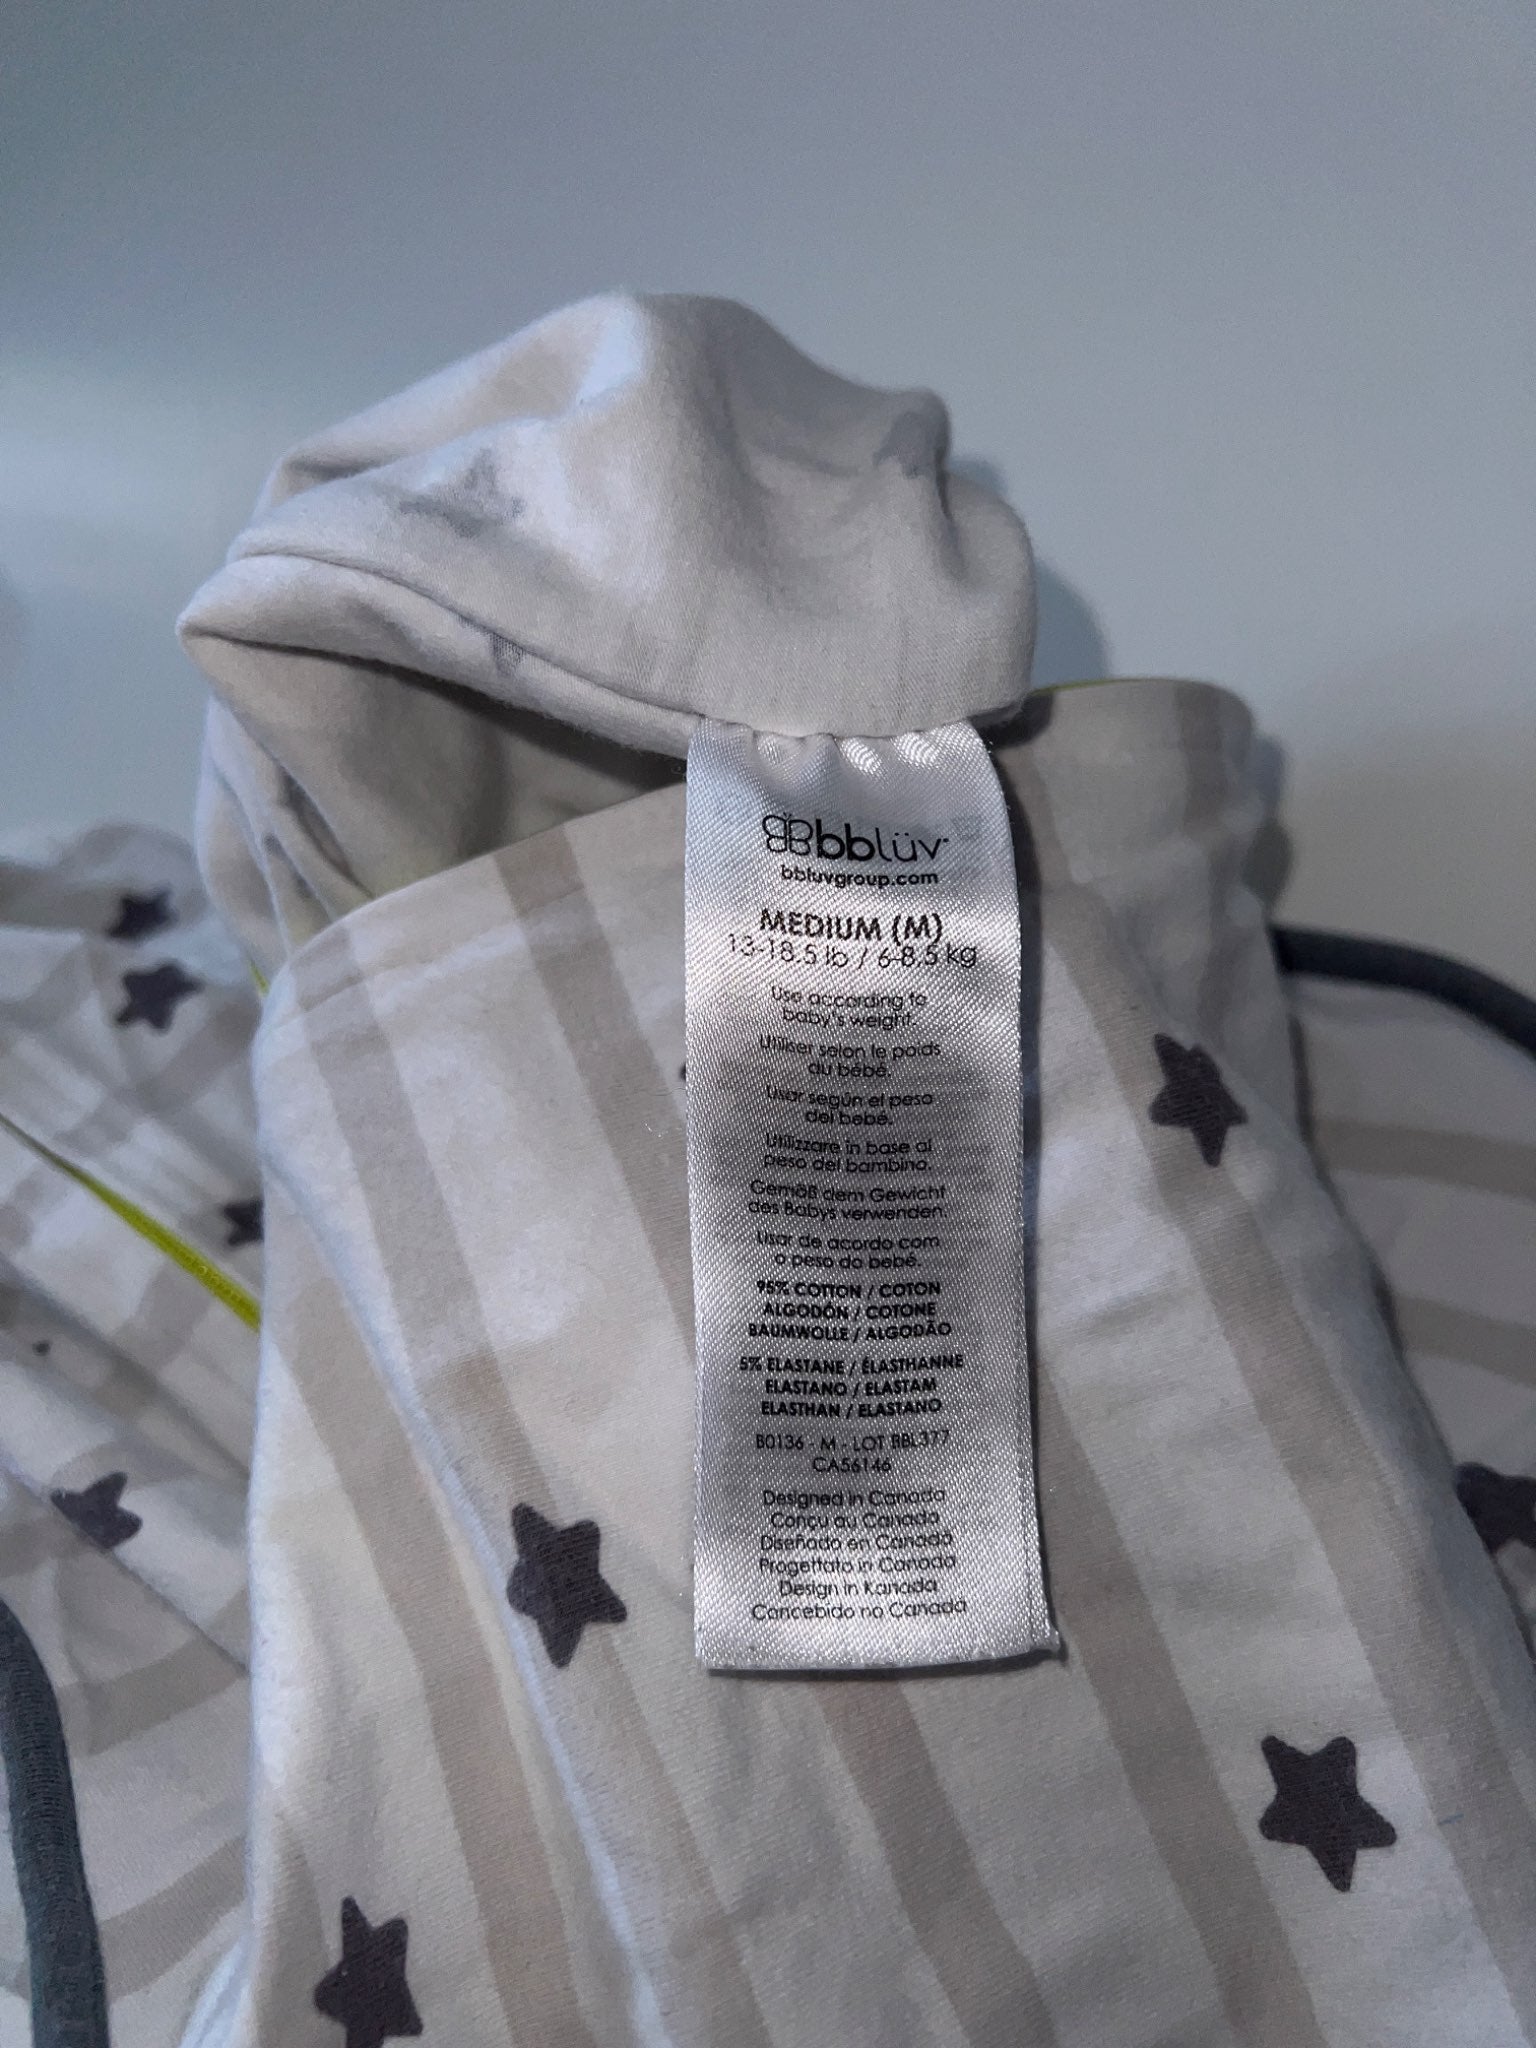 bblüv
bbluvgroup.com
MEDIUM (M)
13-18.5 lb / 6-8.5 kg
Use according to
baby's weight.
Utiliser selon le poids
du bébé.
Usar según el peso
del bebé.
Utilizzare in base al
peso del bambino.
Gemäß dem Gewicht
des Babys verwenden.
Usar de acordo com
o peso do bebé.
95% COTTON / COTON
ALGODÓN / COTONE
BAUMWOLLE / ALGODÃO
5% ELASTANE / ÉLASTHANNE
ELASTANO / ELASTAM
ELASTHAN / ELASTANO
B0136 - M - LOT BBL377
CA56146
Designed in Canada
Conçu au Canada
Diseñado en Canadá
Progettato in Canada
Design in Kanada
Concebido no Canada